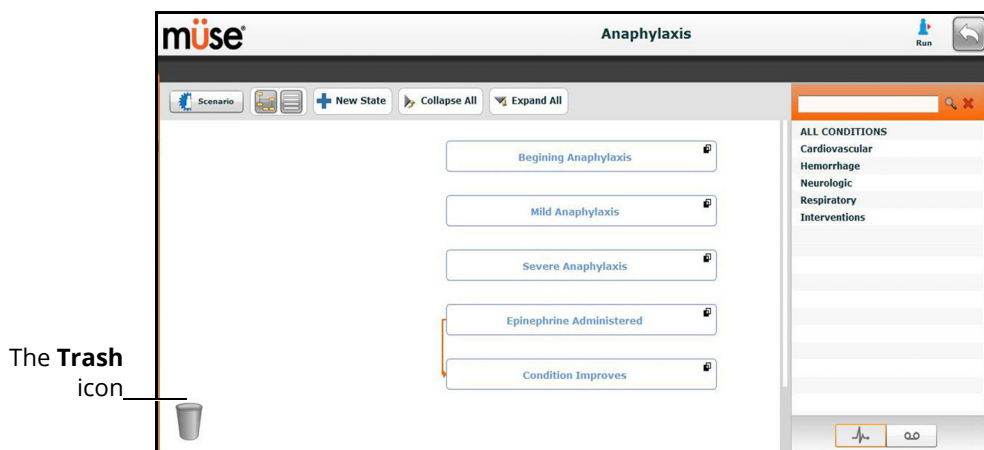 müse
Anaphylaxis
Run
Scenario
New State
Collapse All
Expand All
Begining Anaphylaxis
Mild Anaphylaxis
Severe Anaphylaxis
Epinephrine Administered
Condition Improves
ALL CONDITIONS
Cardiovascular
Hemorrhage
Neurologic
Respiratory
Interventions
The Trash
icon